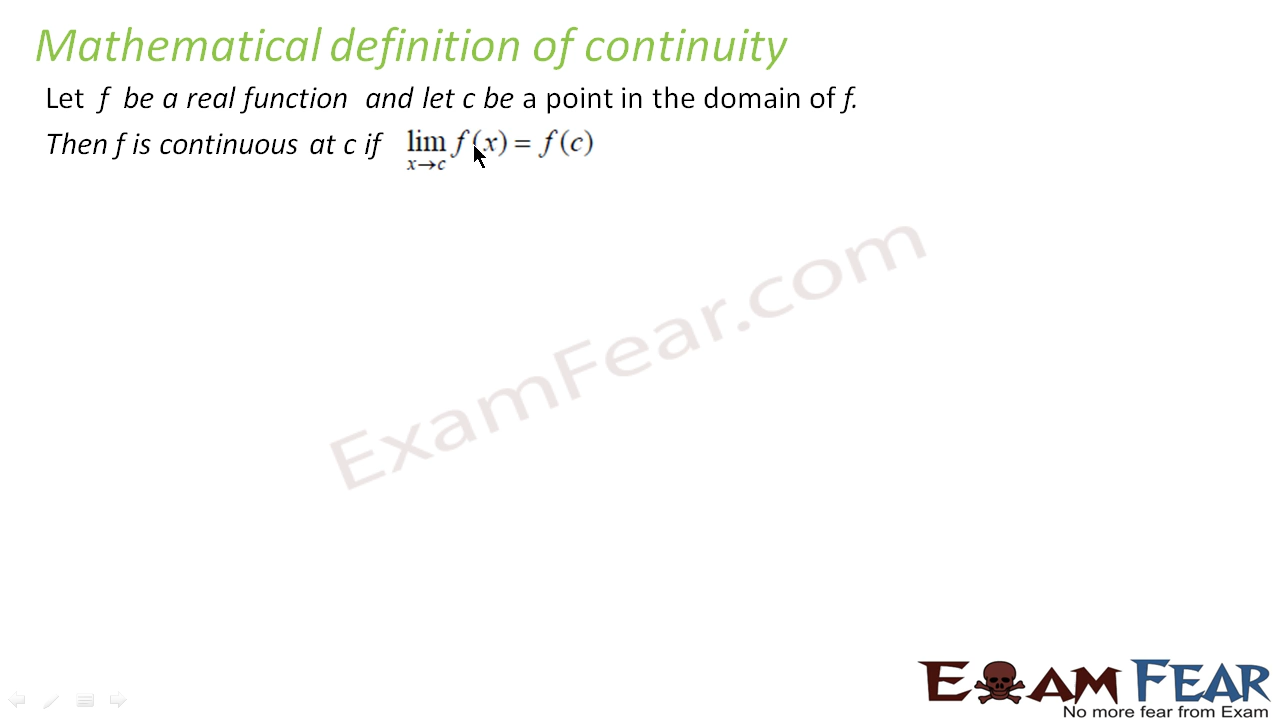 Mathematical definition of continuity
Let f be a real function and let c be a point in the domain of f.
Then f is continuous at c if lim f(x) = f(c)
x→c
ExamFear.com
EXAM FEAR
No more fear from Exam